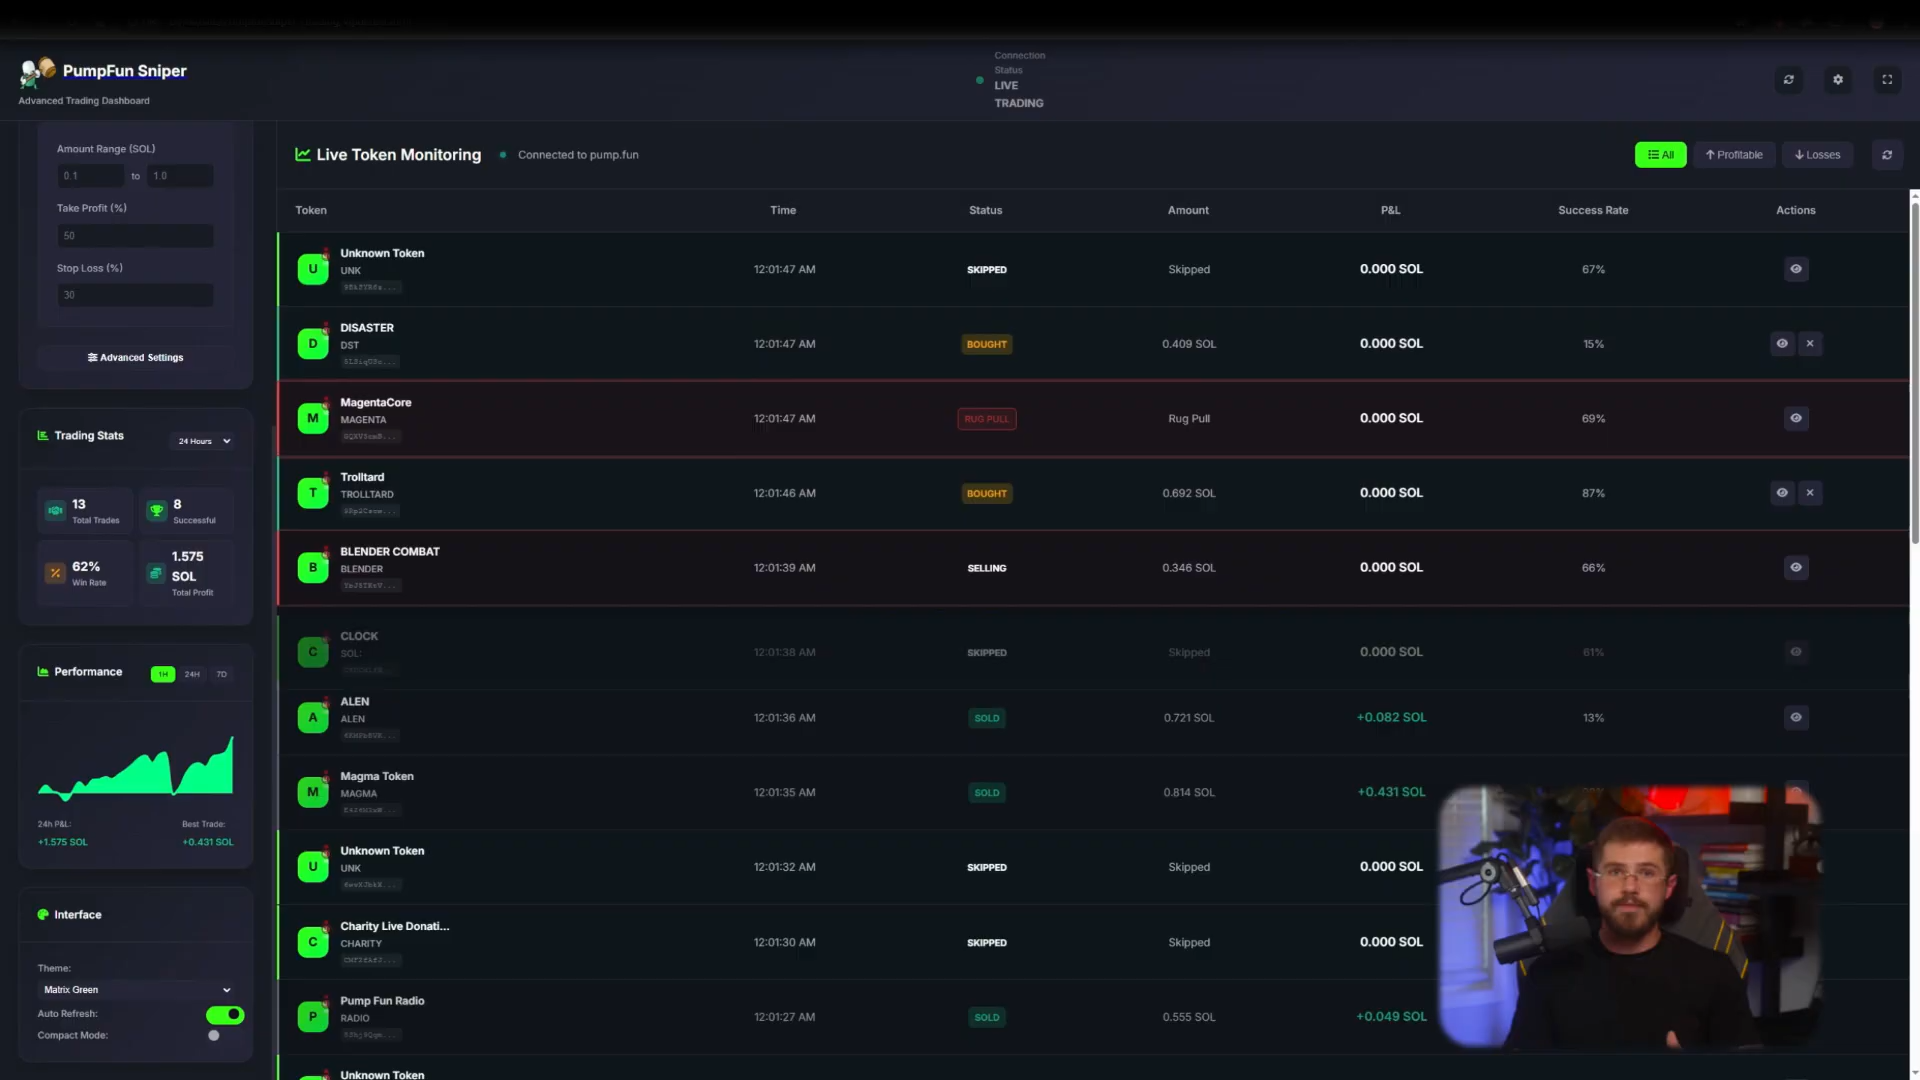 PumpFun Sniper
Advanced Trading Dashboard
Connection
Status
LIVE
TRADING
Amount Range (SOL)
0.1 to 1.0
Take Profit (%)
50
Stop Loss (%)
30
Advanced Settings
Trading Stats
24 Hours
13
Total Trades
8
Successful
62%
Win Rate
1.575
SOL
Total Profit
Performance
1H 24H 7D
24h P&L:
+1.575 SOL
Best Trade:
+0.431 SOL
Interface
Theme:
Matrix Green
Auto Refresh:
Compact Mode:
Live Token Monitoring
Connected to pump.fun
All Profitable Losses
Token Time Status Amount P&L Success Rate Actions
U Unknown Token
UNK
12:01:47 AM SKIPPED Skipped 0.000 SOL 67%
D DISASTER
DST
12:01:47 AM BOUGHT 0.409 SOL 0.000 SOL 15%
M MagentaCore
MAGENTA
12:01:47 AM RUG PULL Rug Pull 0.000 SOL 69%
T Trolltard
TROLLTARD
12:01:46 AM BOUGHT 0.692 SOL 0.000 SOL 87%
B BLENDER COMBAT
BLENDER
12:01:39 AM SELLING 0.346 SOL 0.000 SOL 66%
C CLOCK
SOL:
12:01:38 AM SKIPPED Skipped 0.000 SOL 61%
A ALEN
ALEN
12:01:36 AM SOLD 0.721 SOL +0.082 SOL 13%
M Magma Token
MAGMA
12:01:35 AM SOLD 0.814 SOL +0.431 SOL
U Unknown Token
UNK
12:01:32 AM SKIPPED Skipped 0.000 SOL
C Charity Live Donati...
CHARITY
12:01:30 AM SKIPPED Skipped 0.000 SOL
P Pump Fun Radio
RADIO
12:01:27 AM SOLD 0.555 SOL +0.049 SOL
Unknown Token